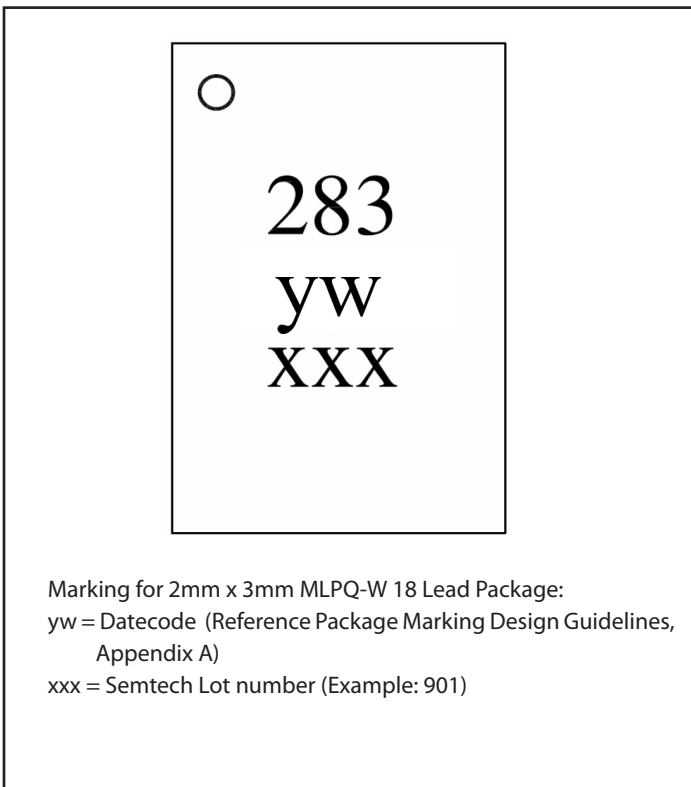 283
yw
xxx
Marking for 2mm x 3mm MLPQ-W 18 Lead Package:
yw = Datecode (Reference Package Marking Design Guidelines,
Appendix A)
xxx = Semtech Lot number (Example: 901)